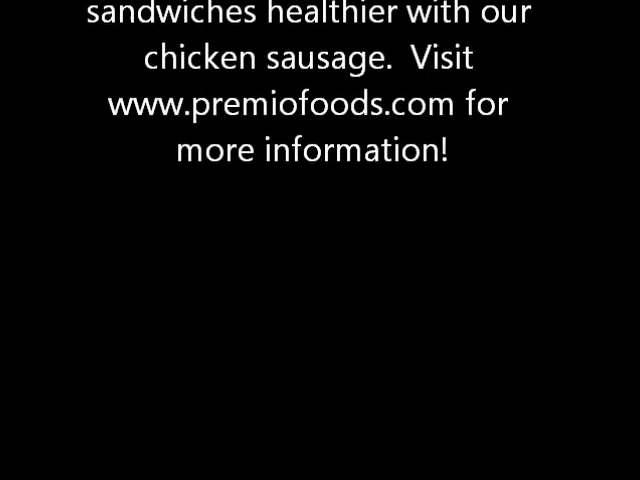 sandwiches healthier with our
chicken sausage.  Visit
www.premiofoods.com for
more information!